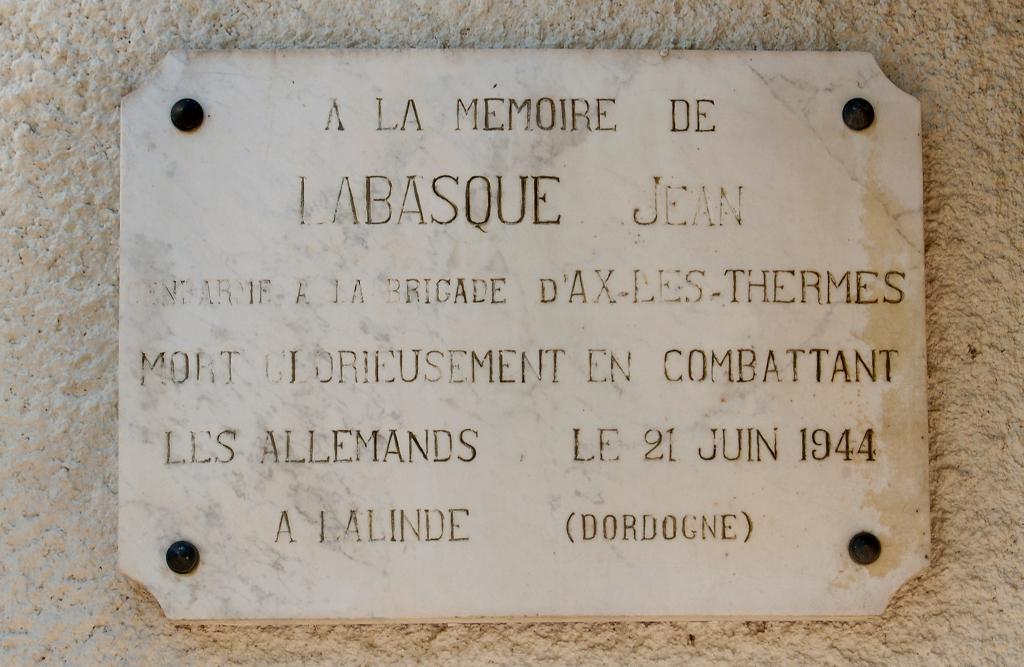 A LA MEMOIRE DE
LABASQUE JEAN
GENDARME A LA BRIGADE D'AX-LES-THERMES
MORT GLORIEUSEMENT EN COMBATTANT
LES ALLEMANDS LE 21 JUIN 1944
A LALINDE (DORDOGNE)